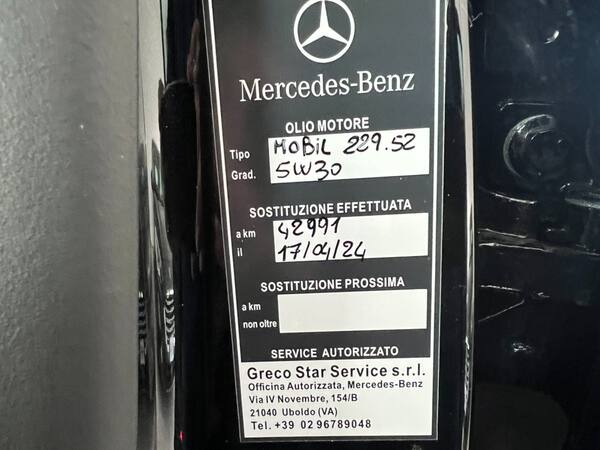 Mercedes-Benz
OLIO MOTORE
Tipo MOBIL 229.52
Grad. 5W30
SOSTITUZIONE EFFETTUATA
a km 42991
il 17/04/24
SOSTITUZIONE PROSSIMA
a km
non oltre
SERVICE AUTORIZZATO
Greco Star Service s.r.l.
Officina Autorizzata, Mercedes-Benz
Via IV Novembre, 154/B
21040 Uboldo (VA)
Tel. +39 02 96789048